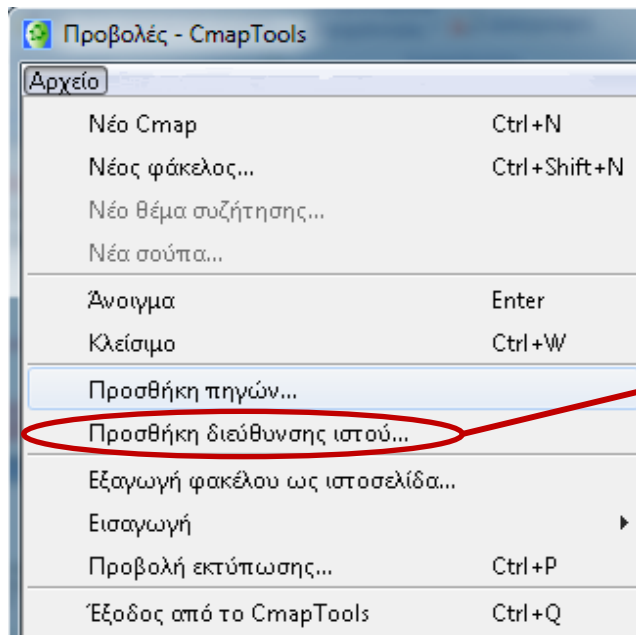 Προβολές - CmapTools
Αρχείο
Νέο Cmap Ctrl+N
Νέος φάκελος... Ctrl+Shift+N
Νέο θέμα συζήτησης...
Νέα σούπα...
Άνοιγμα Enter
Κλείσιμο Ctrl+W
Προσθήκη πηγών...
Προσθήκη διεύθυνσης ιστού...
Εξαγωγή φακέλου ως ιστοσελίδα...
Εισαγωγή
Προβολή εκτύπωσης... Ctrl+P
Έξοδος από το CmapTools Ctrl+Q